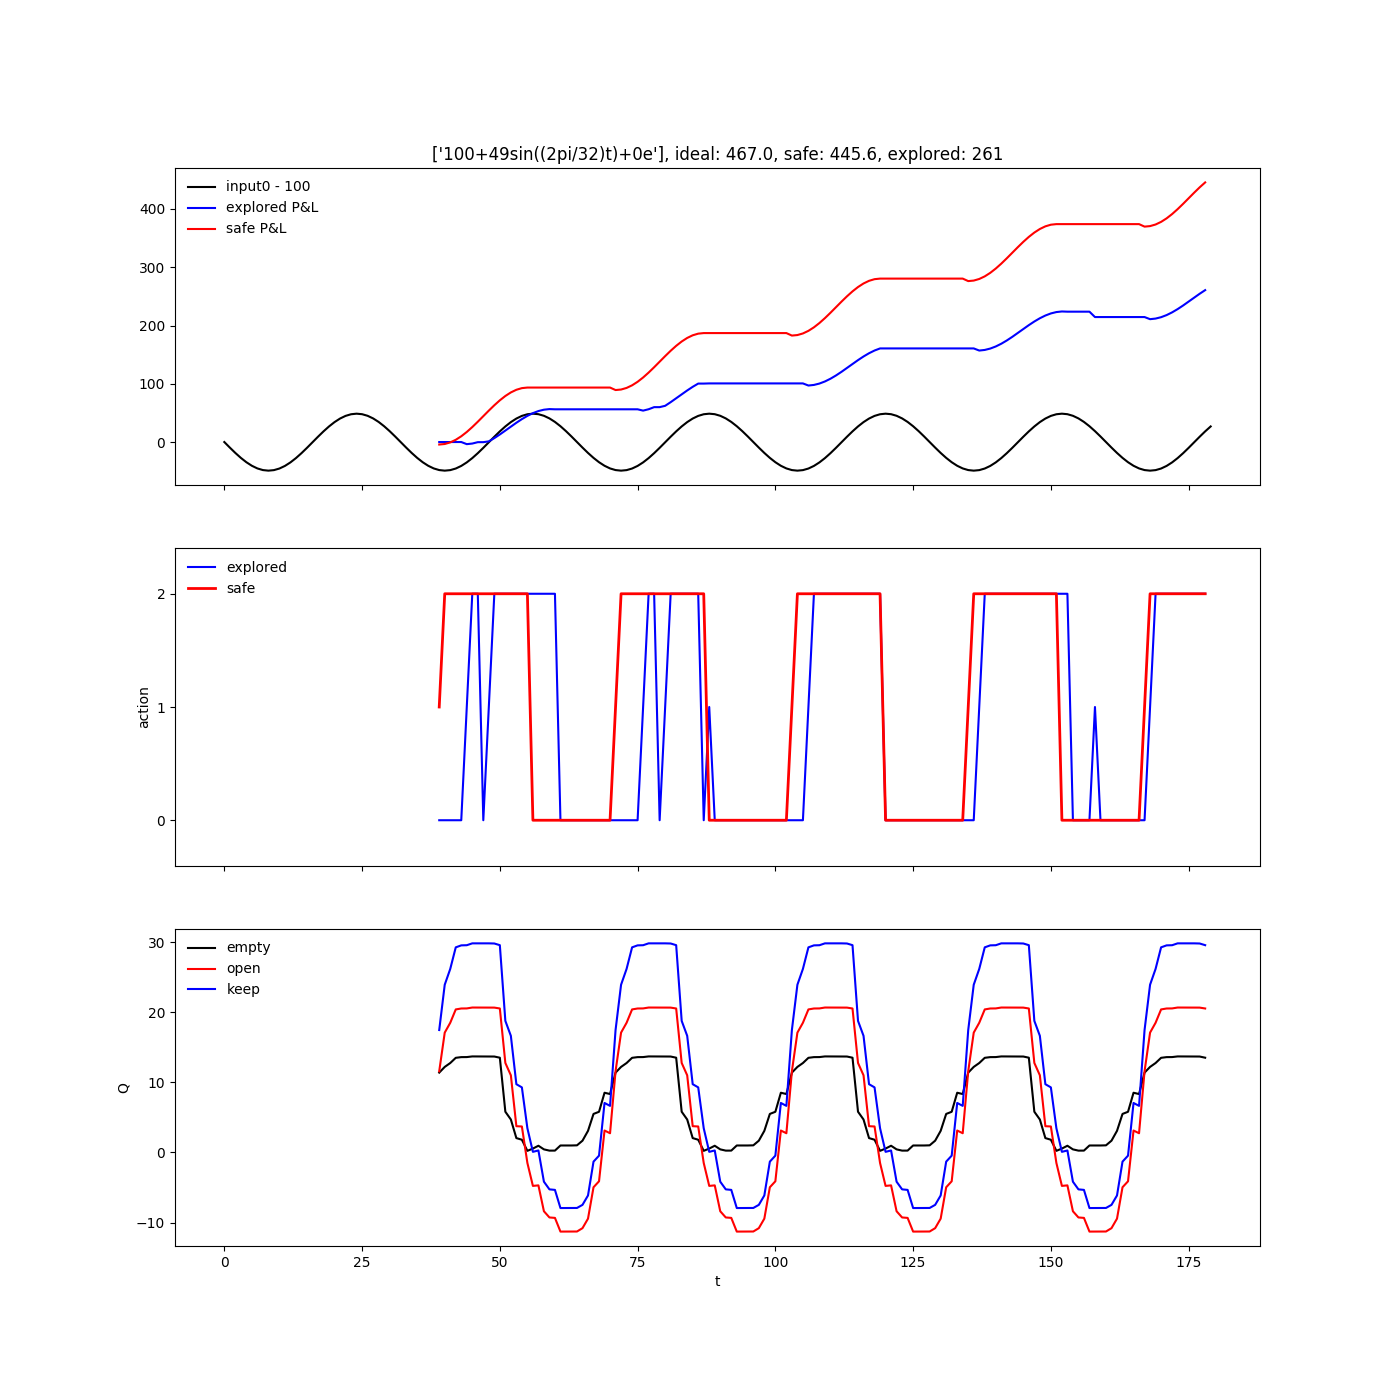 ['100+49sin((2pi/32)t)+0e'], ideal: 467.0, safe: 445.6, explored: 261
input0 - 100
explored P&L
safe P&L
400
300
200
100
0
explored
safe
2
1
0
action
empty
open
keep
30
20
10
0
−10
Q
0 25 50 75 100 125 150 175
t